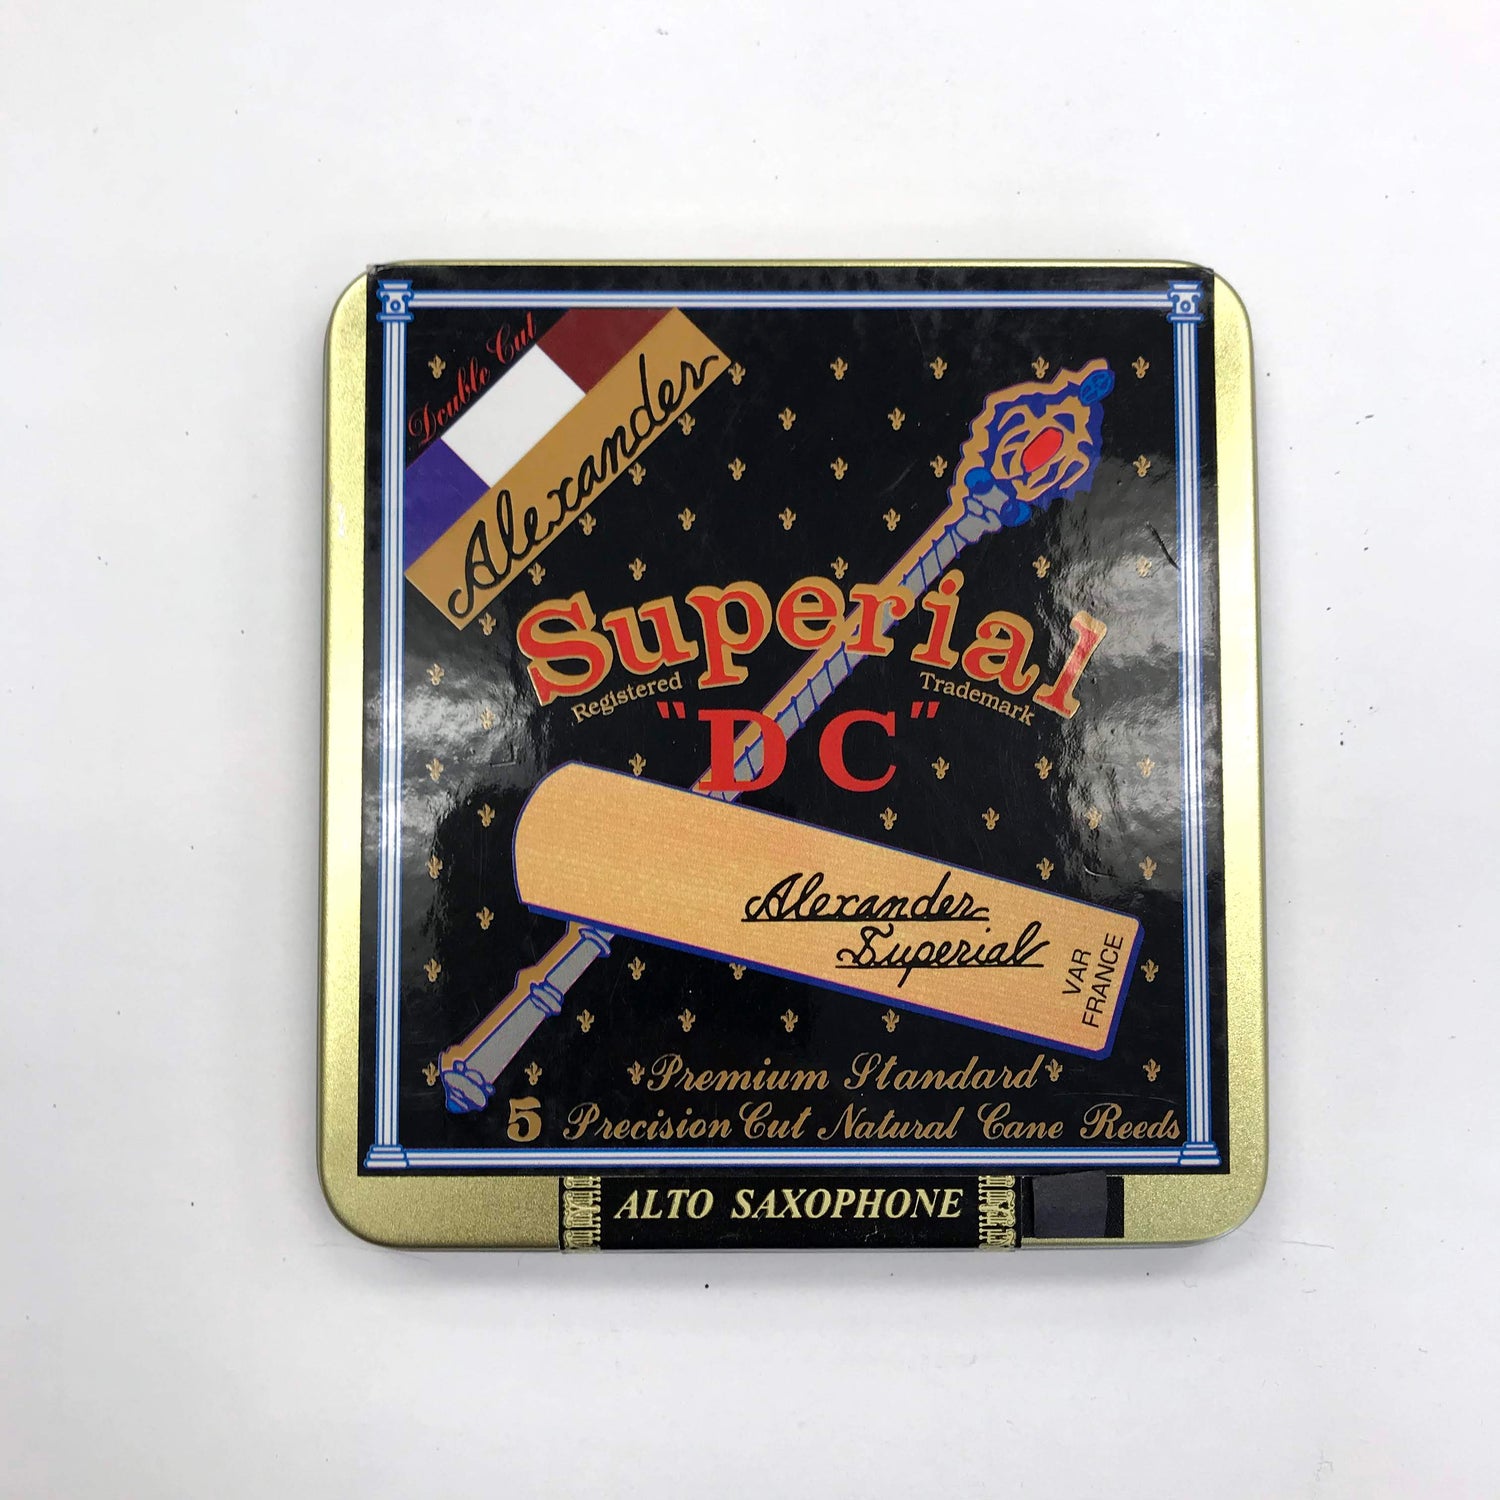 Double Cut
Alexander
Superial
Registered Trademark
"DC"
Alexander
Superial
VAR
FRANCE
Premium Standard
5 Precision Cut Natural Cane Reeds
ALTO SAXOPHONE